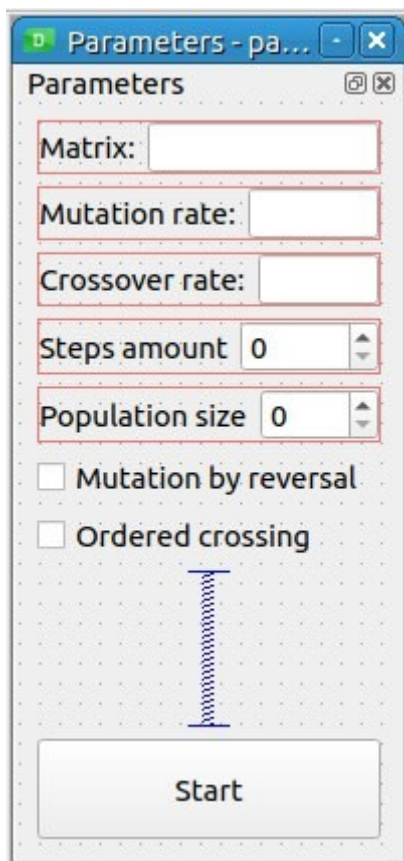 D Parameters - pa...
Parameters
Matrix:
Mutation rate:
Crossover rate:
Steps amount 0
Population size 0
Mutation by reversal
Ordered crossing
Start